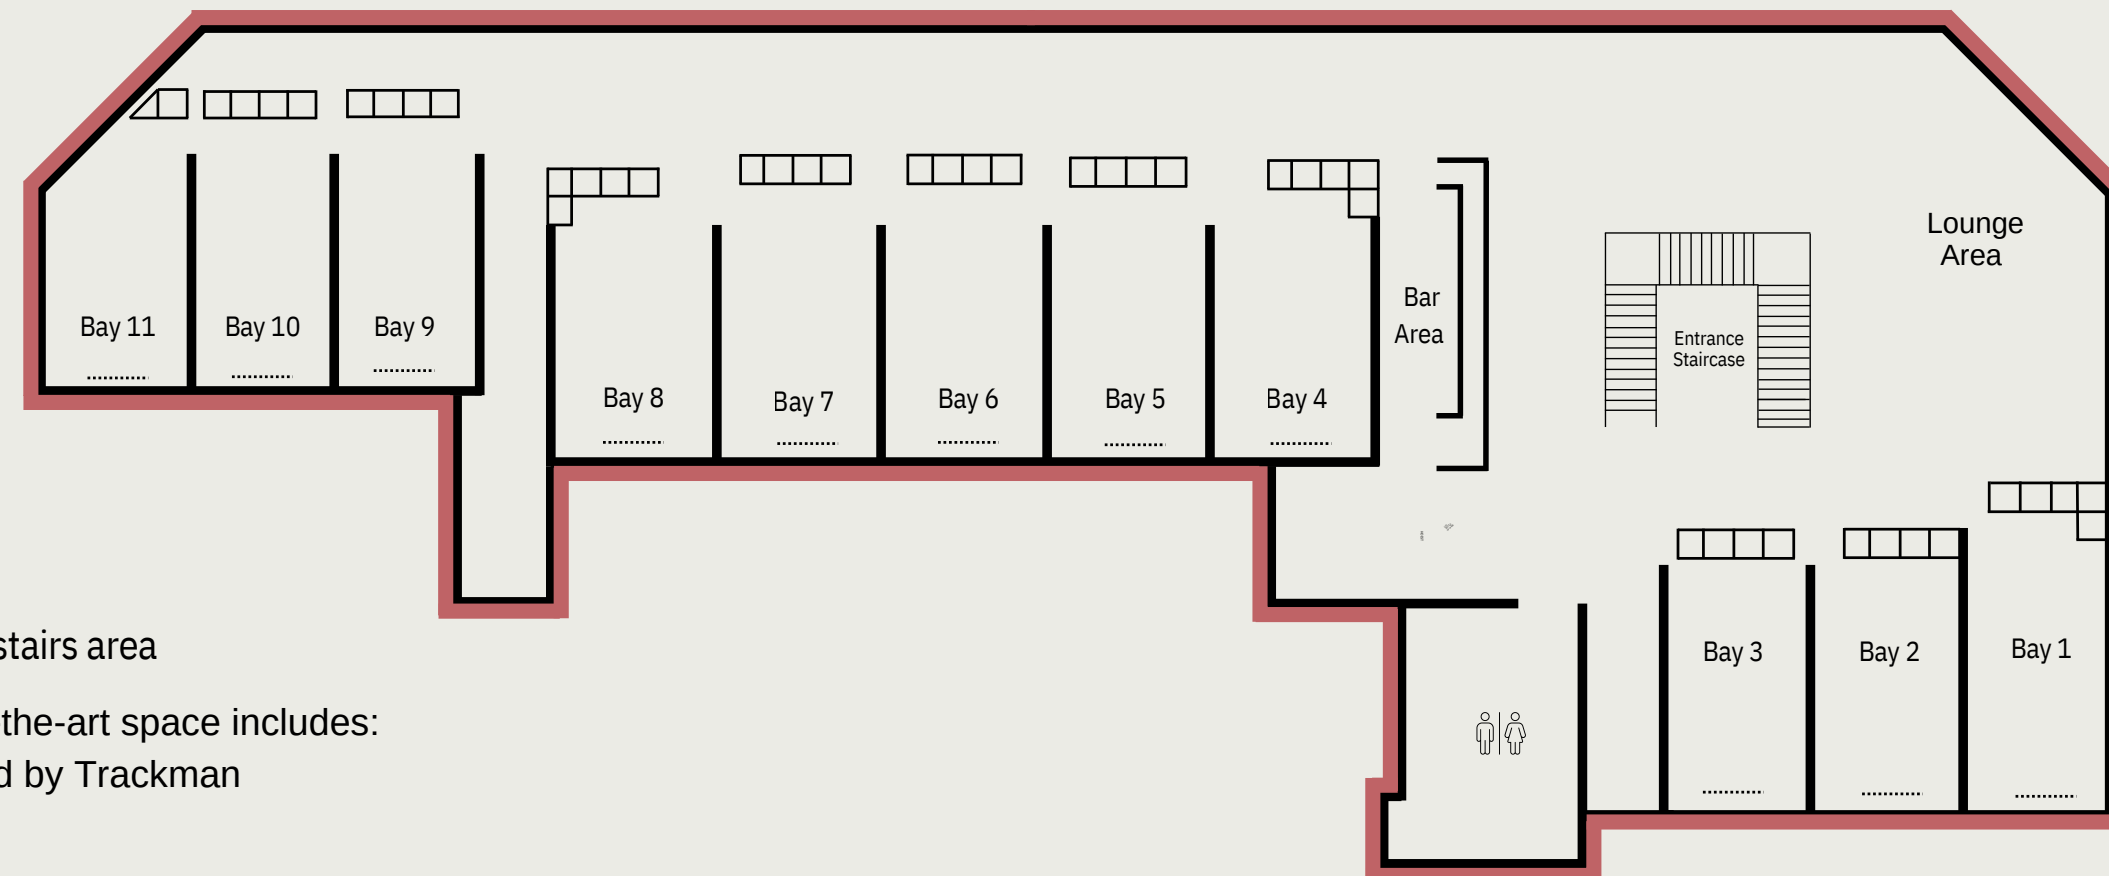 Lounge
Area
Bar
Area
Entrance
Staircase
Bay 11
Bay 10
Bay 9
Bay 8
Bay 7
Bay 6
Bay 5
Bay 4
Bay 3
Bay 2
Bay 1
stairs area
the-art space includes:
d by Trackman